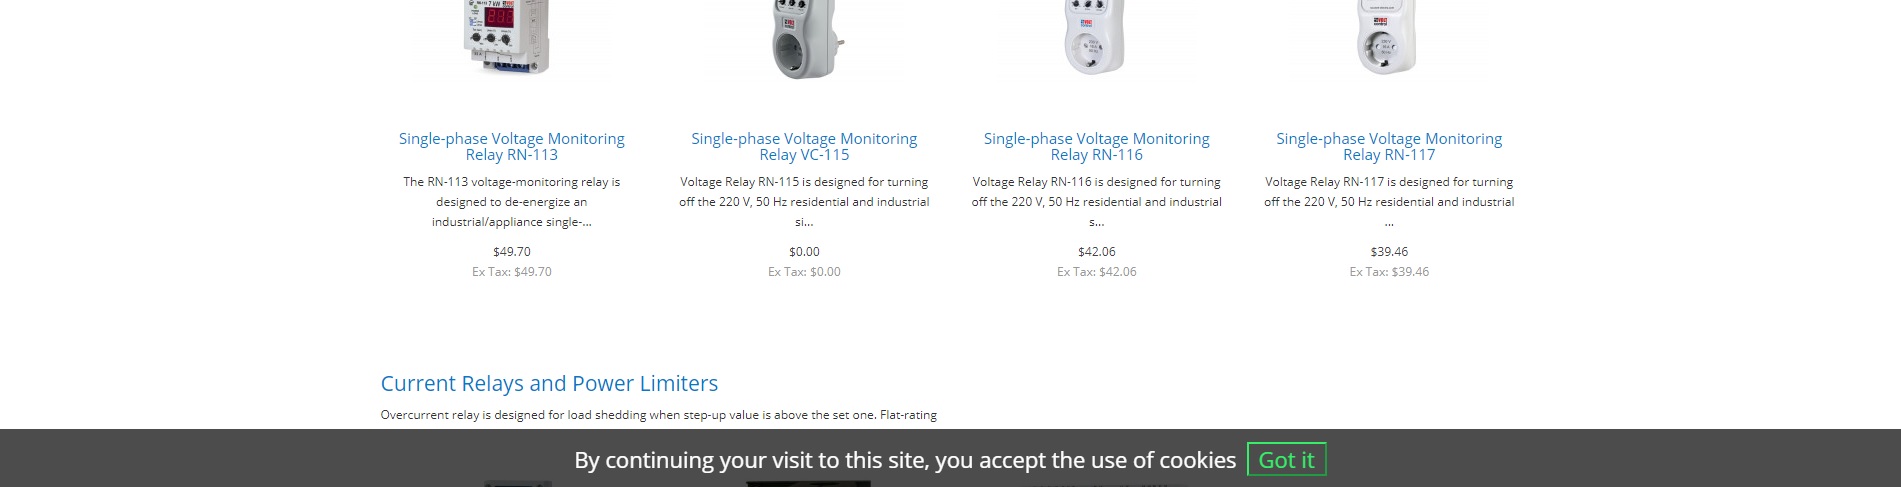 Single-phase Voltage Monitoring
Relay RN-113
The RN-113 voltage-monitoring relay is
designed to de-energize an
industrial/appliance single-...
$49.70
Ex Tax: $49.70
Single-phase Voltage Monitoring
Relay VC-115
Voltage Relay RN-115 is designed for turning
off the 220 V, 50 Hz residential and industrial
si...
$0.00
Ex Tax: $0.00
Single-phase Voltage Monitoring
Relay RN-116
Voltage Relay RN-116 is designed for turning
off the 220 V, 50 Hz residential and industrial
s...
$42.06
Ex Tax: $42.06
Single-phase Voltage Monitoring
Relay RN-117
Voltage Relay RN-117 is designed for turning
off the 220 V, 50 Hz residential and industrial
...
$39.46
Ex Tax: $39.46
Current Relays and Power Limiters
Overcurrent relay is designed for load shedding when step-up value is above the set one. Flat-rating
By continuing your visit to this site, you accept the use of cookies Got it